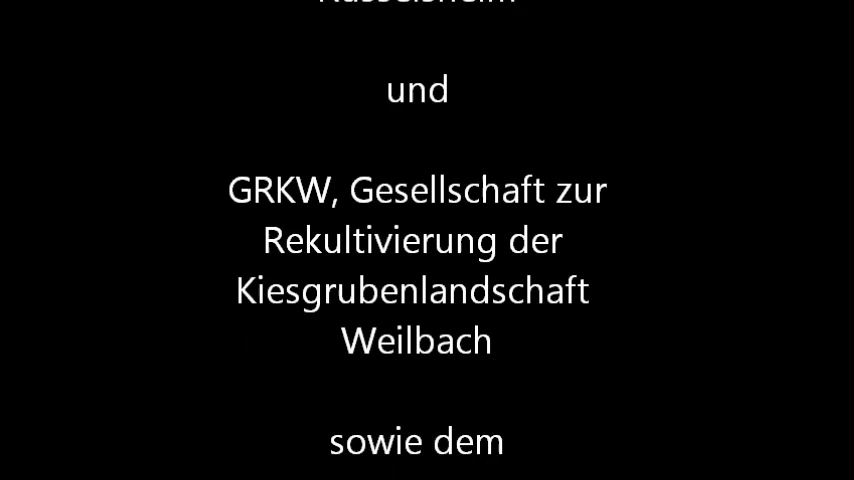 und
GRKW, Gesellschaft zur
Rekultivierung der
Kiesgrubenlandschaft
Weilbach
sowie dem